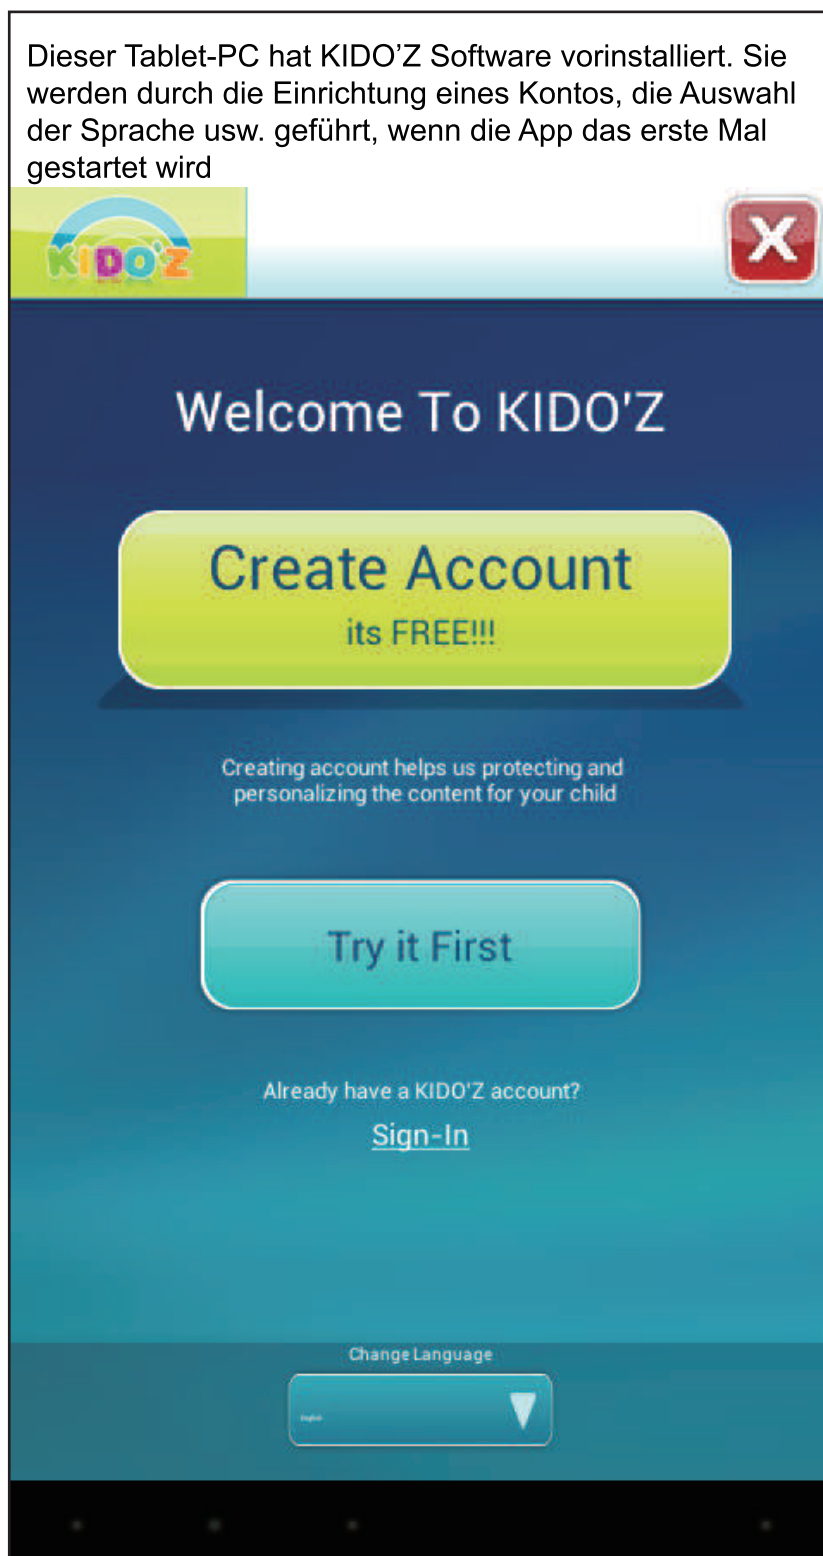 Dieser Tablet-PC hat KIDO’Z Software vorinstalliert. Sie
werden durch die Einrichtung eines Kontos, die Auswahl
der Sprache usw. geführt, wenn die App das erste Mal
gestartet wird
KIDO'Z
X
Welcome To KIDO'Z
Create Account
its FREE!!!
Creating account helps us protecting and
personalizing the content for your child
Try it First
Already have a KIDO'Z account?
Sign-In
Change Language
English